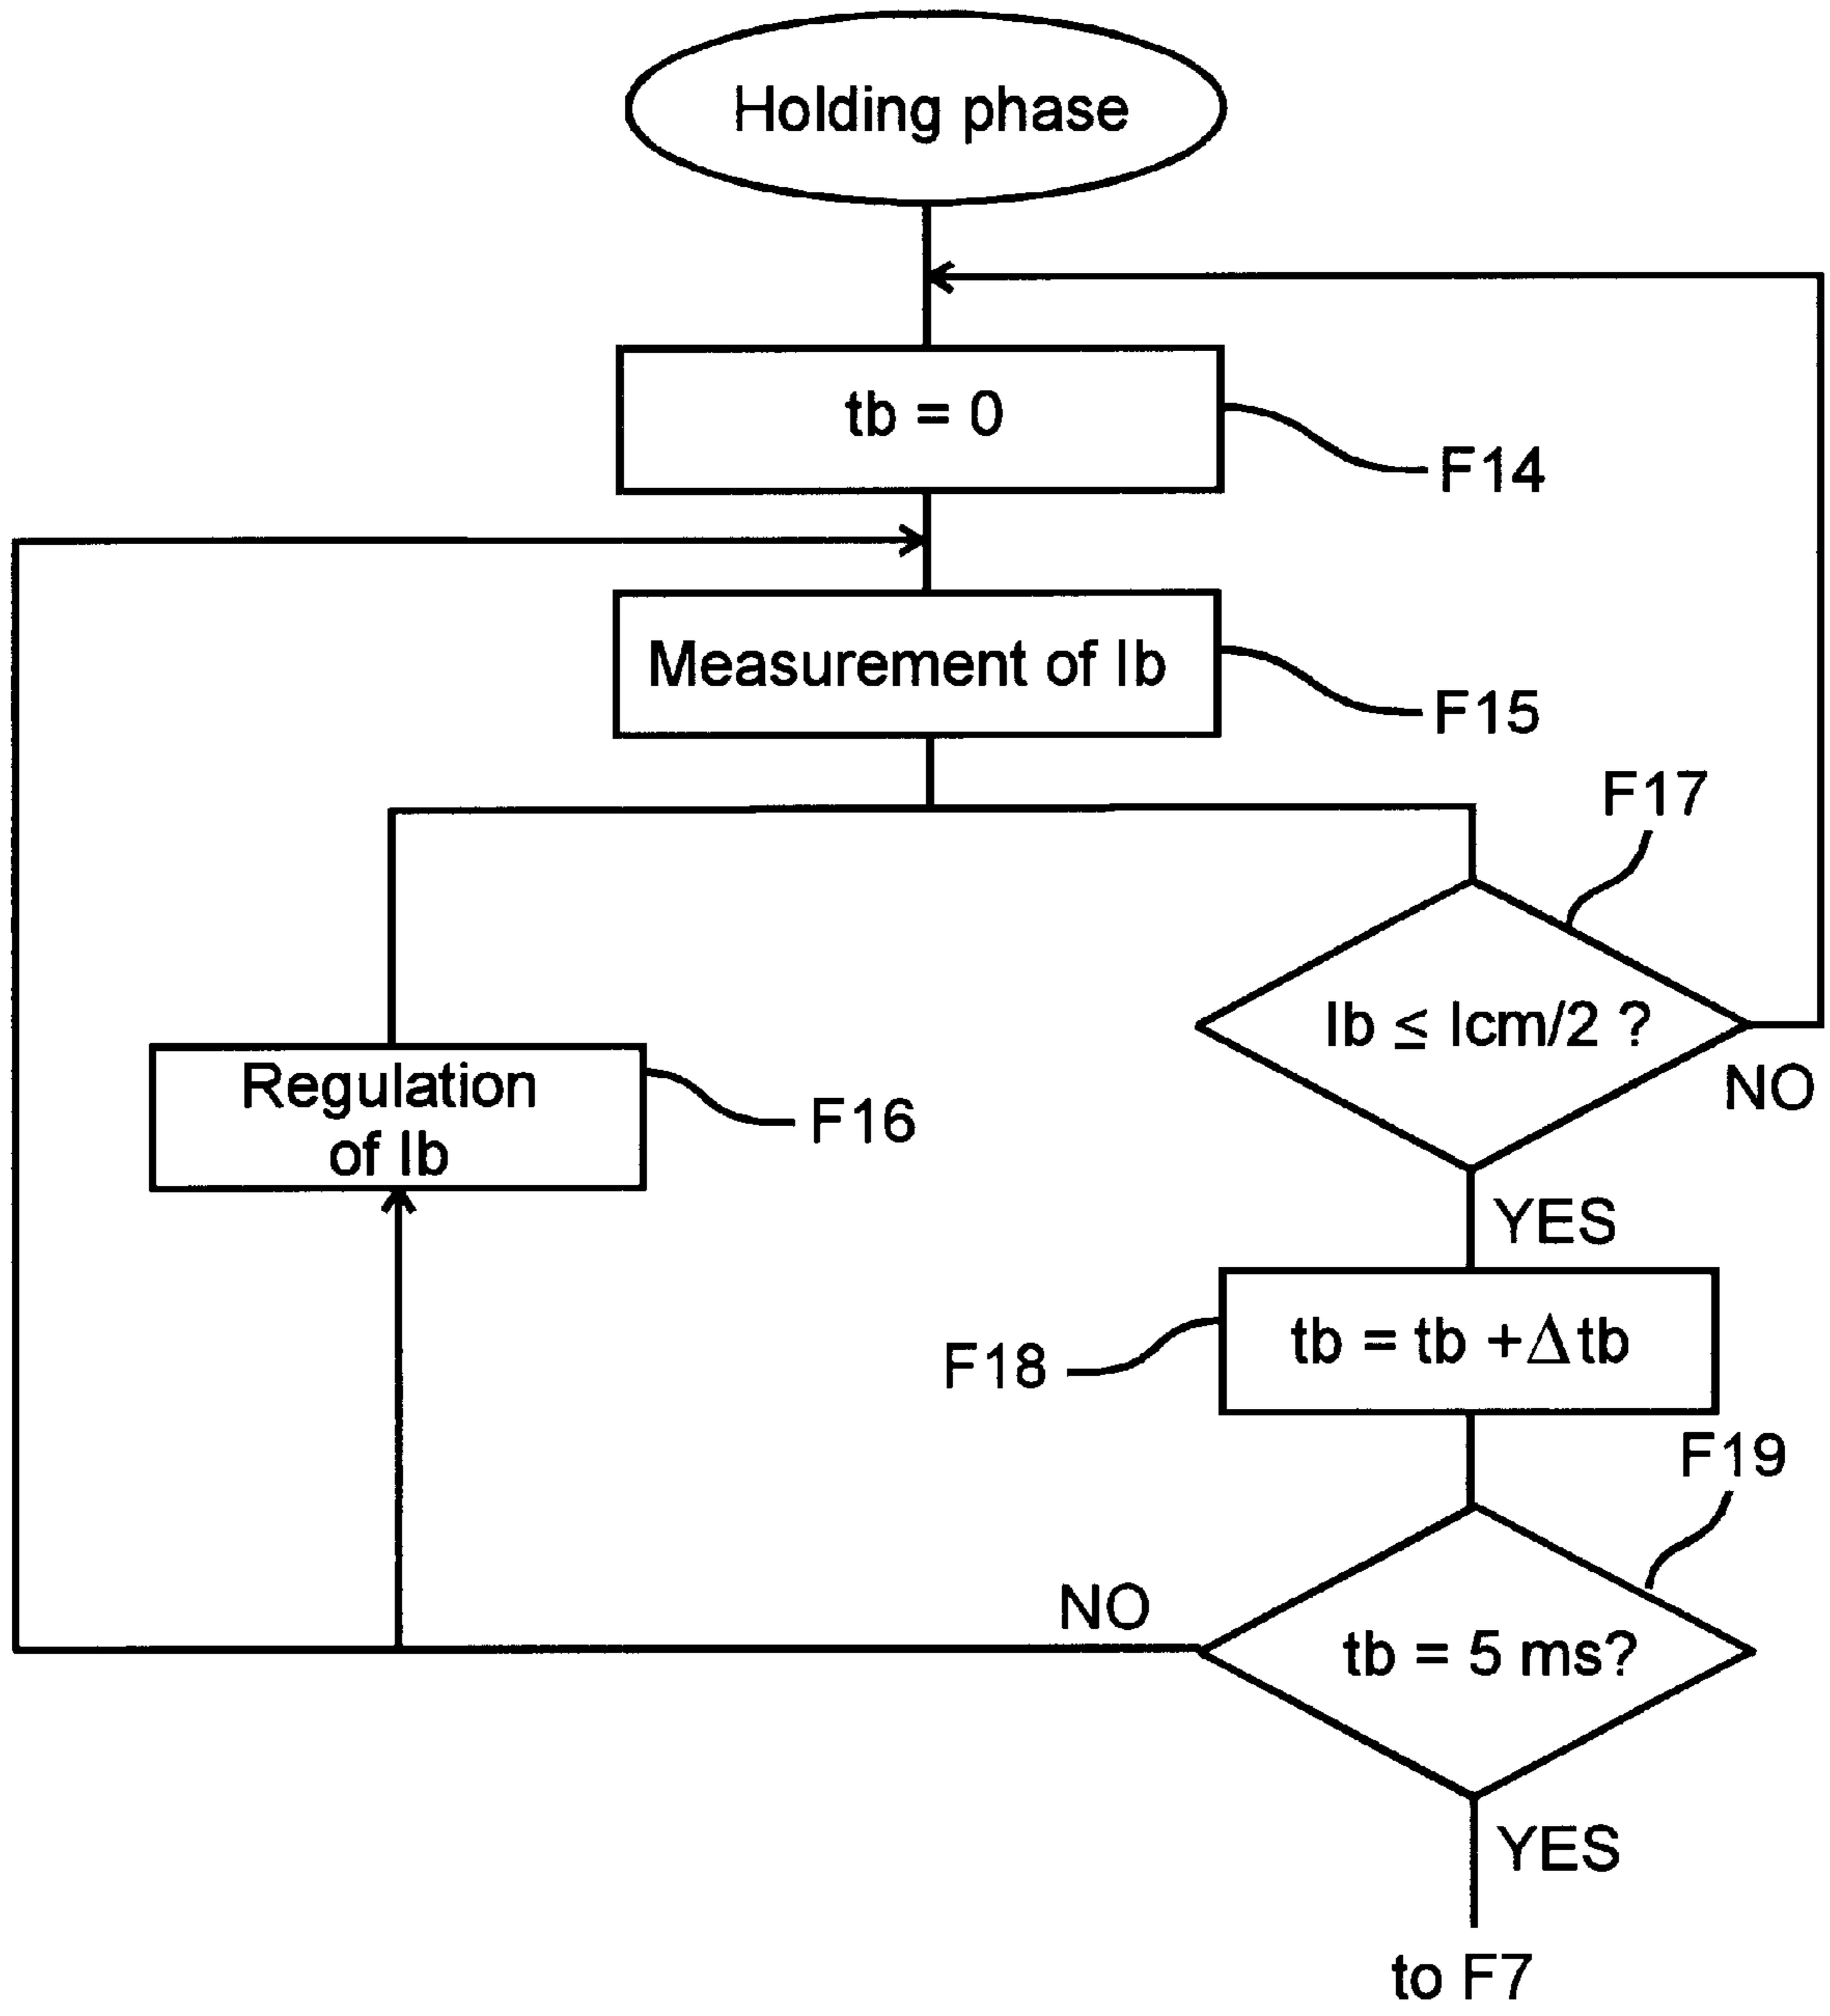 Holding phase
tb = 0
F14
Measurement of Ib
F15
F17
Ib ≤ Icm/2 ?
NO
Regulation
of Ib
F16
YES
tb = tb +Δtb
F18
F19
NO
tb = 5 ms?
YES
to F7